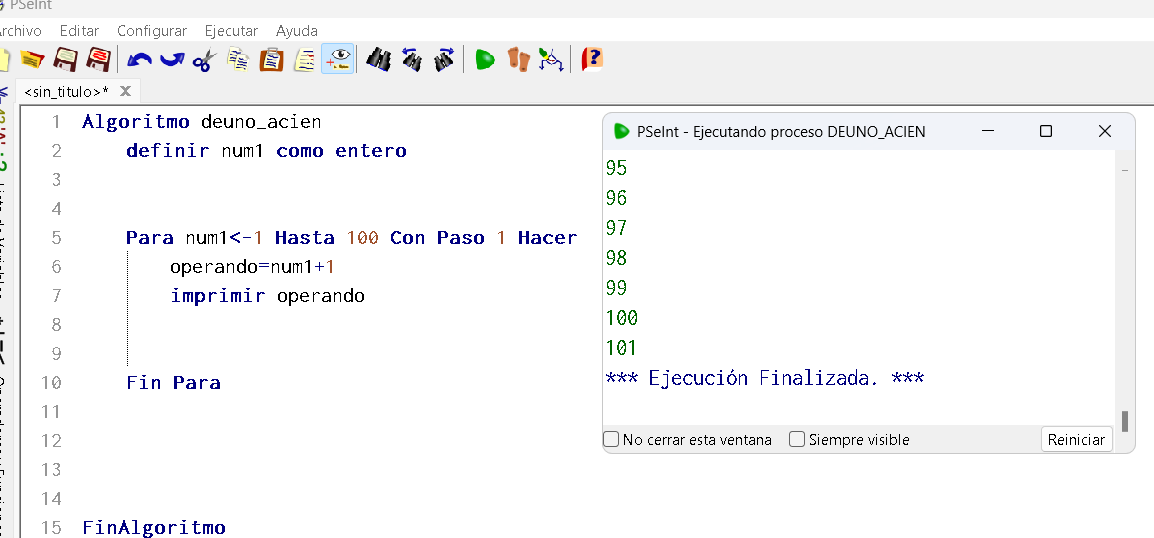 PSeInt
Archivo Editar Configurar Ejecutar Ayuda
<sin_titulo>* X
1 Algoritmo deuno_acien
2 definir num1 como entero
3
4
5 Para num1<-1 Hasta 100 Con Paso 1 Hacer
6 operando=num1+1
7 imprimir operando
8
9
10 Fin Para
11
12
13
14
15 FinAlgoritmo
PSeInt - Ejecutando proceso DEUNO_ACIEN
95
96
97
98
99
100
101
*** Ejecución Finalizada. ***
No cerrar esta ventana Siempre visible Reiniciar